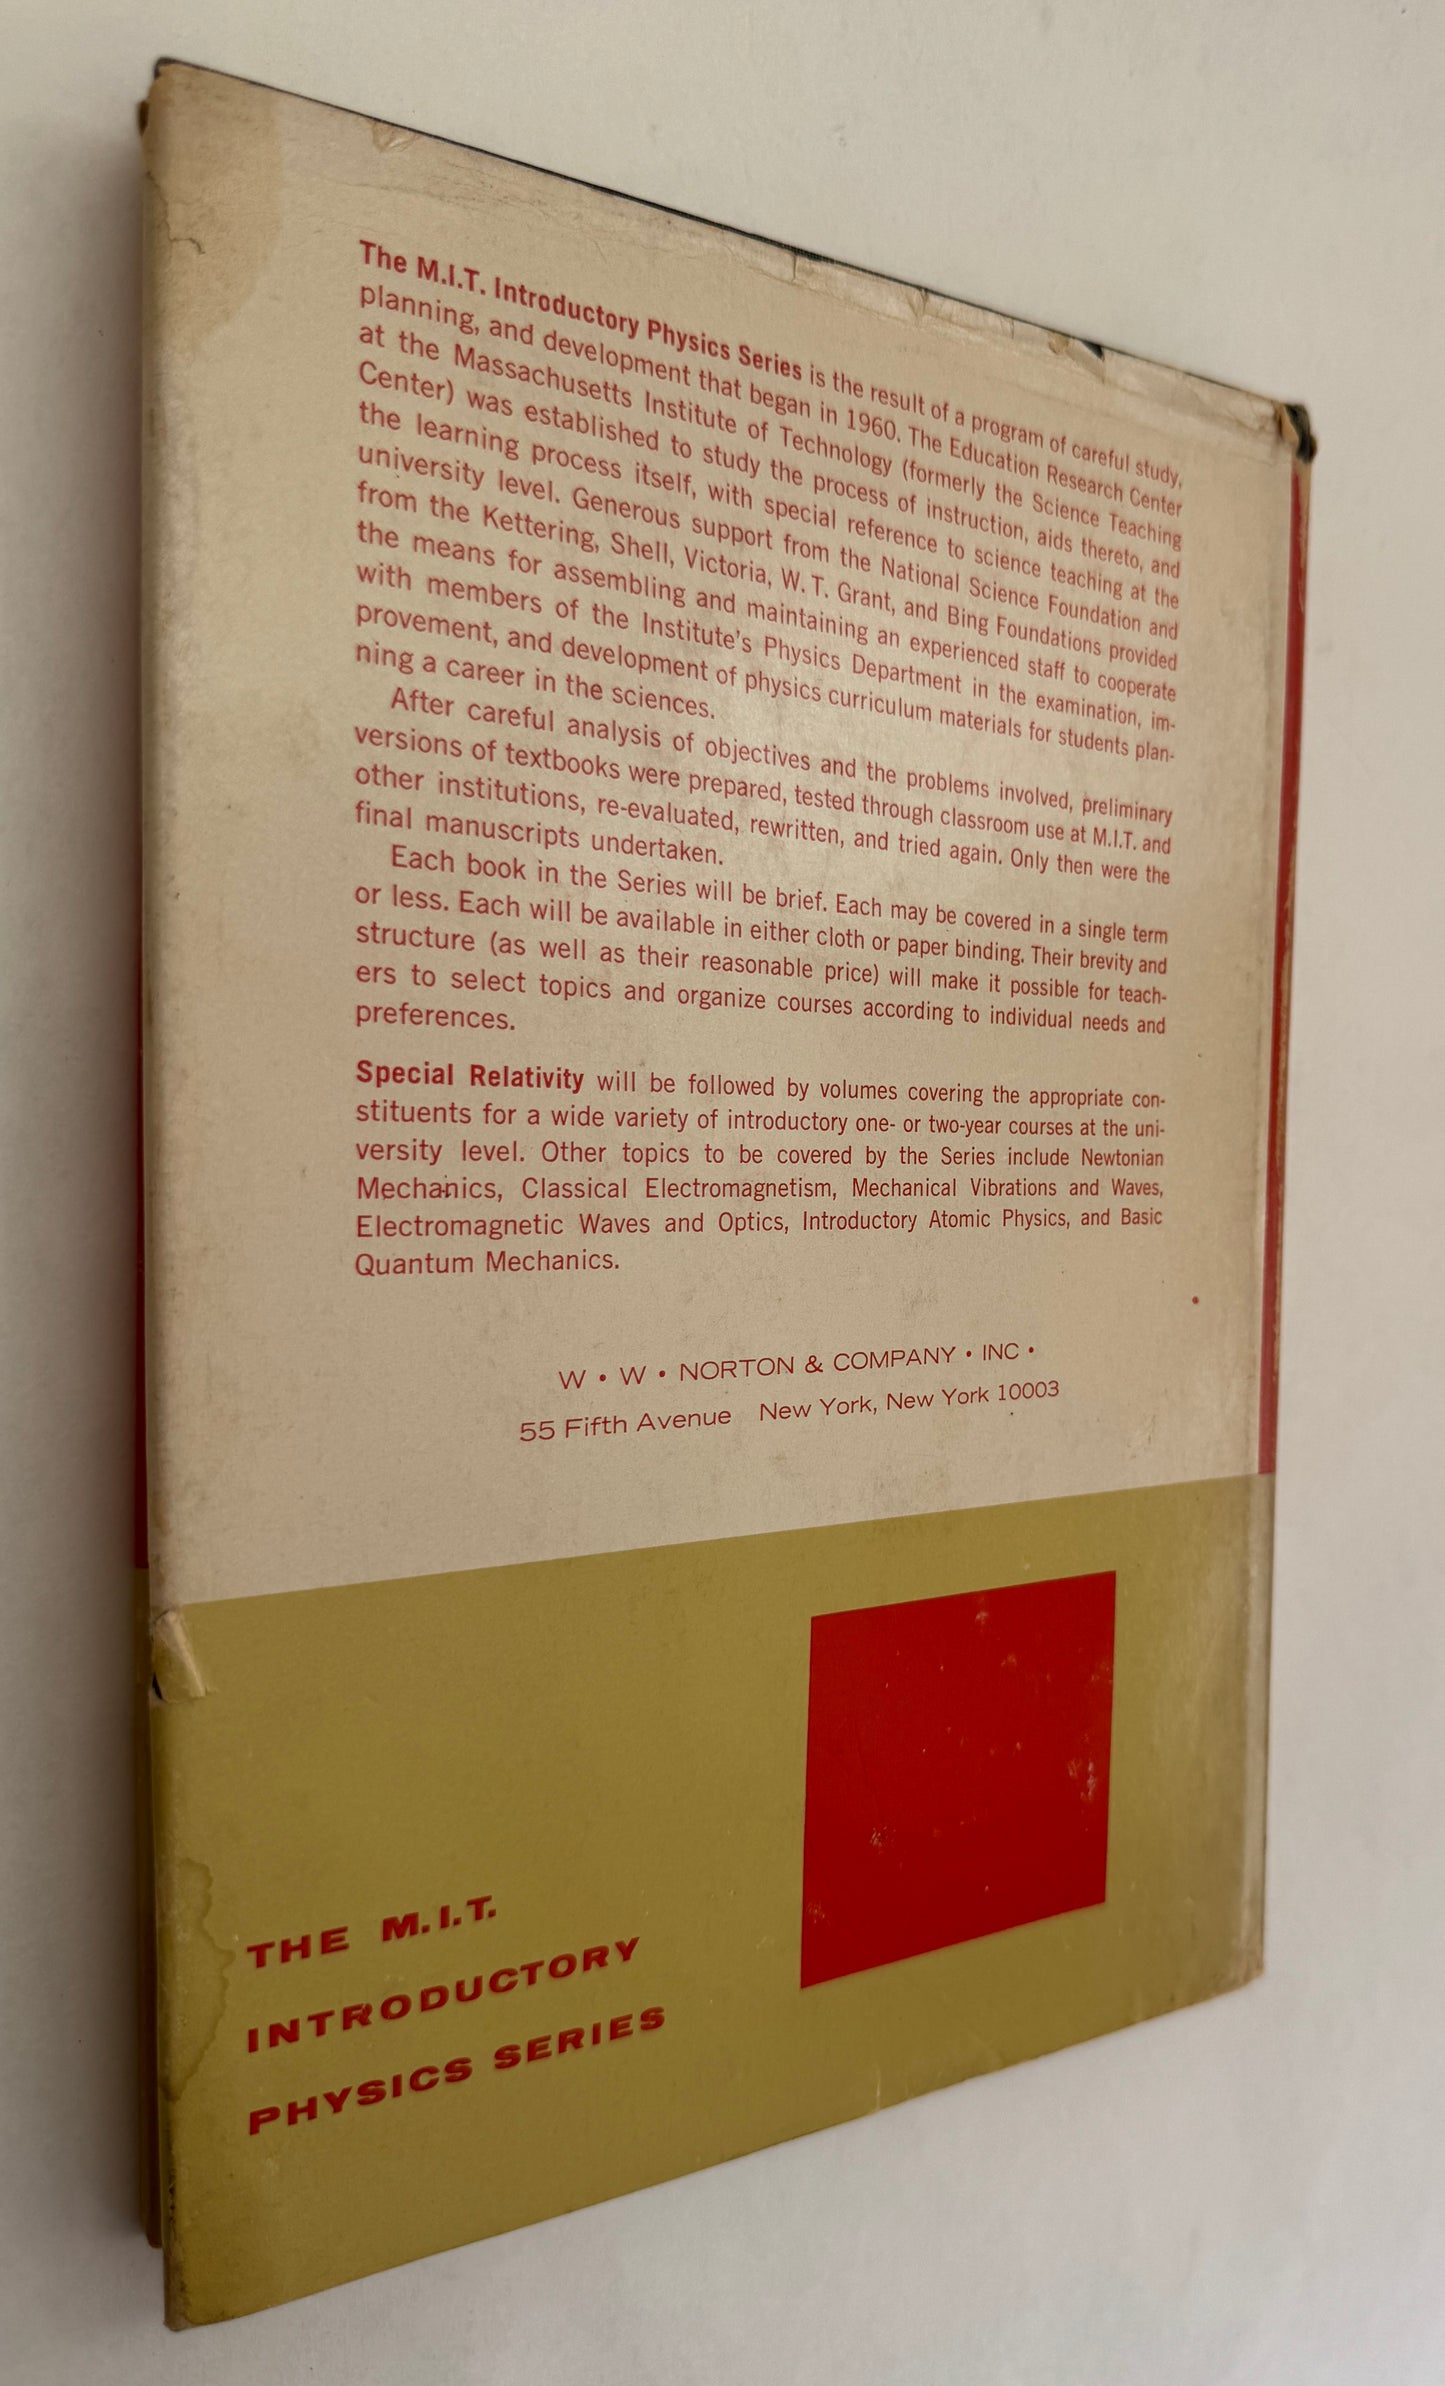 The M.I.T. Introductory Physics Series is the result of a program of careful study,
planning, and development that began in 1960. The Education Research Center
at the Massachusetts Institute of Technology (formerly the Science Teaching
Center) was established to study the process of instruction, aids thereto, and
the learning process itself, with special reference to science teaching at the
university level. Generous support from the National Science Foundation and
from the Kettering, Shell, Victoria, W. T. Grant, and Bing Foundations provided
the means for assembling and maintaining an experienced staff to cooperate
with members of the Institute's Physics Department in the examination, im-
provement, and development of physics curriculum materials for students plan-
ning a career in the sciences.
After careful analysis of objectives and the problems involved, preliminary
versions of textbooks were prepared, tested through classroom use at M.I.T. and
other institutions, re-evaluated, rewritten, and tried again. Only then were the
final manuscripts undertaken.
Each book in the Series will be brief. Each may be covered in a single term
or less. Each will be available in either cloth or paper binding. Their brevity and
structure (as well as their reasonable price) will make it possible for teach-
ers to select topics and organize courses according to individual needs and
preferences.
Special Relativity will be followed by volumes covering the appropriate con-
stituents for a wide variety of introductory one- or two-year courses at the uni-
versity level. Other topics to be covered by the Series include Newtonian
Mechanics, Classical Electromagnetism, Mechanical Vibrations and Waves,
Electromagnetic Waves and Optics, Introductory Atomic Physics, and Basic
Quantum Mechanics.
W • W • NORTON & COMPANY • INC •
55 Fifth Avenue New York, New York 10003
THE M.I.T.
INTRODUCTORY
PHYSICS SERIES